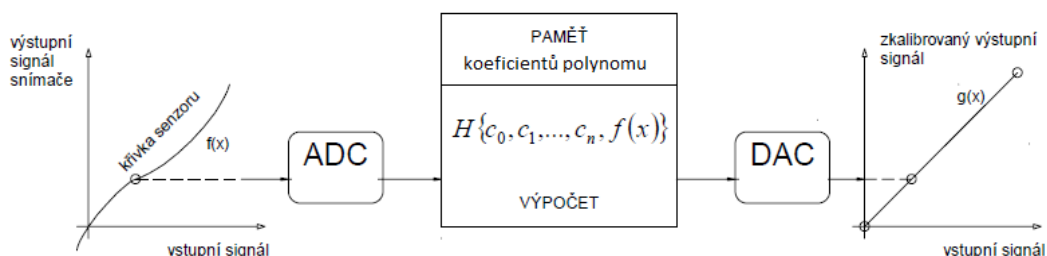 výstupní
signál
snímače
křivka senzoru
f(x)
vstupní signál
ADC
PAMĚŤ
koeficientů polynomu
H{c₀,c₁,...,cₙ, f(x)}
VÝPOČET
DAC
zkalibrovaný výstupní
signál
g(x)
vstupní signál